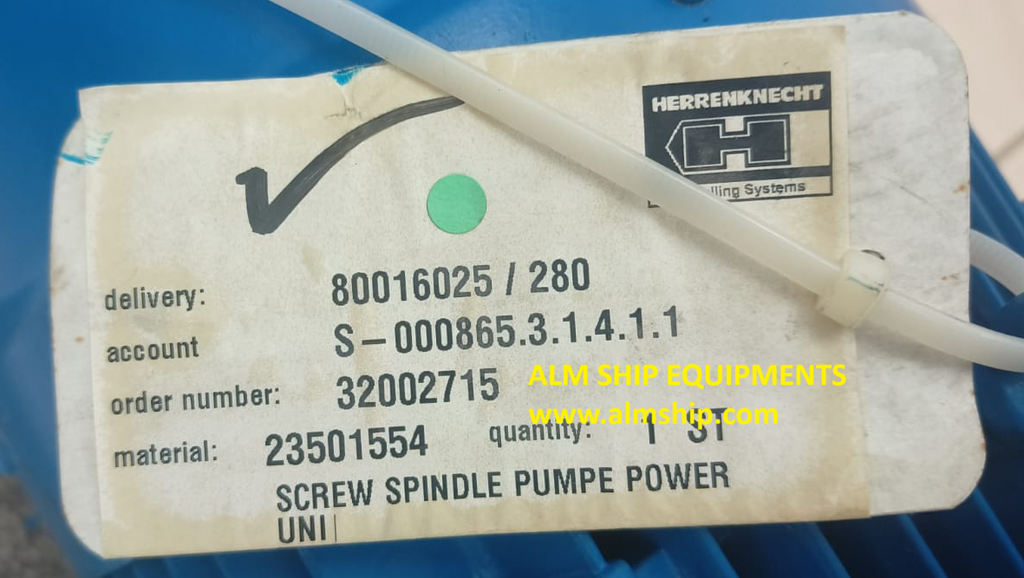 HERRENKNECHT
H
Systems
delivery: 80016025 / 280
account S-000865.3.1.4.1.1
order number: 32002715
ALM SHIP EQUIPMENTS
www.almship.com
material: 23501554 quantity: 1 ST
SCREW SPINDLE PUMPE POWER
UNI